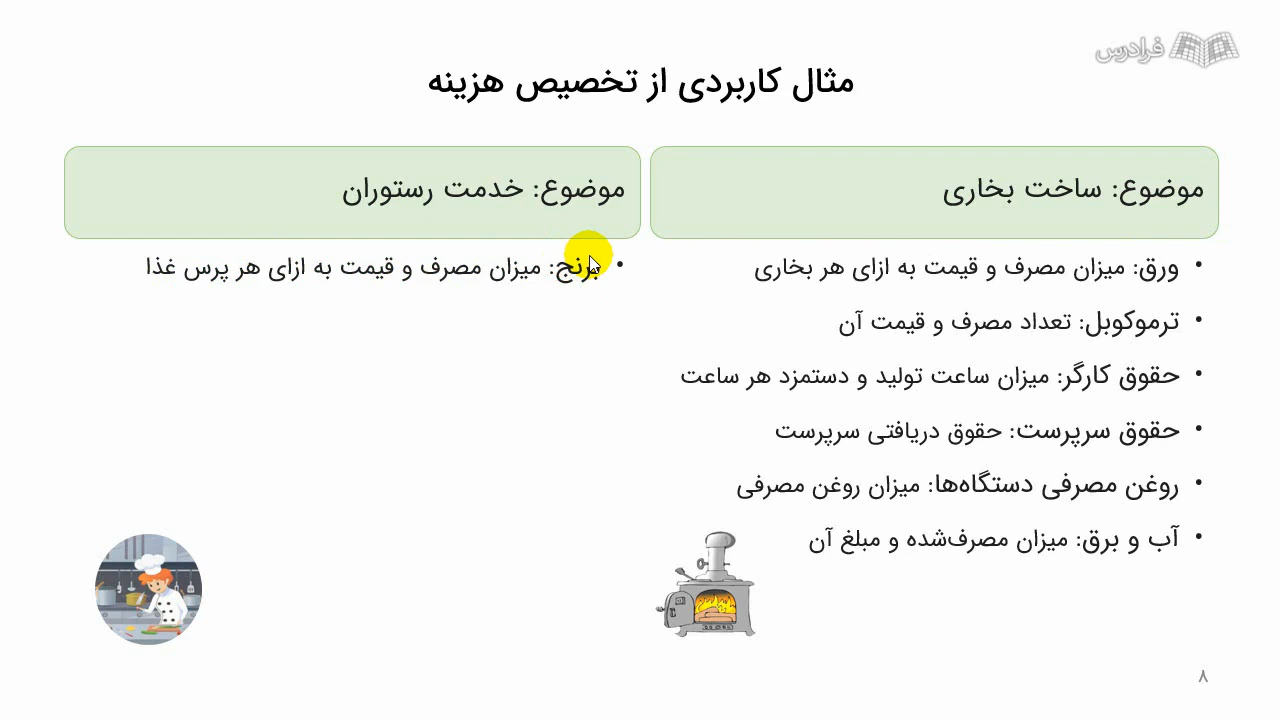 فرادرس
مثال کاربردی از تخصیص هزینه
موضوع: ساخت بخاری
• ورق: میزان مصرف و قیمت به ازای هر بخاری
• ترموکوبل: تعداد مصرف و قیمت آن
• حقوق کارگر: میزان ساعت تولید و دستمزد هر ساعت
• حقوق سرپرست: حقوق دریافتی سرپرست
• روغن مصرفی دستگاه‌ها: میزان روغن مصرفی
• آب و برق: میزان مصرف‌شده و مبلغ آن
موضوع: خدمت رستوران
• برنج: میزان مصرف و قیمت به ازای هر پرس غذا
۸